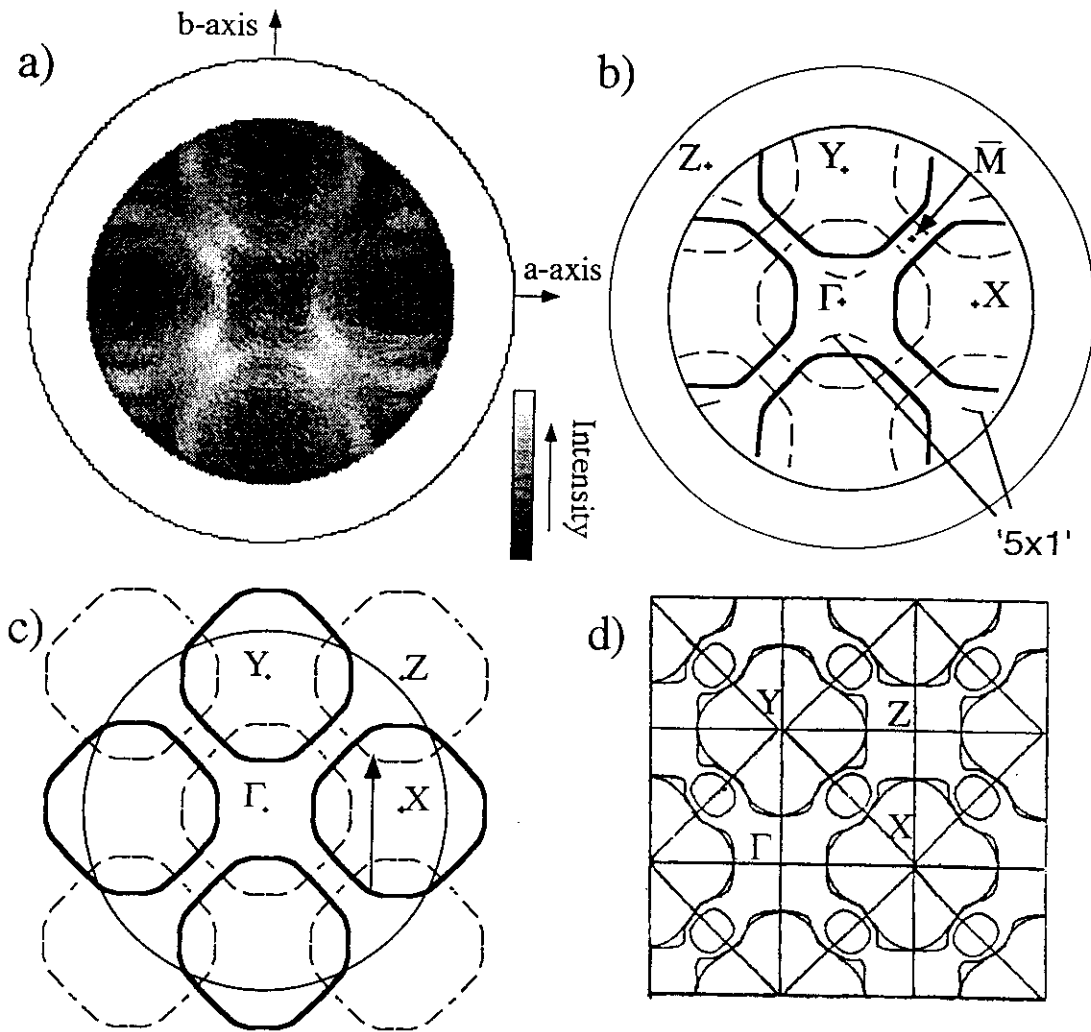 a)
b-axis
a-axis
Intensity
b)
Z
Y
M̅
Γ
X
'5x1'
c)
Y
Z
Γ
X
d)
Y
Z
Γ
X